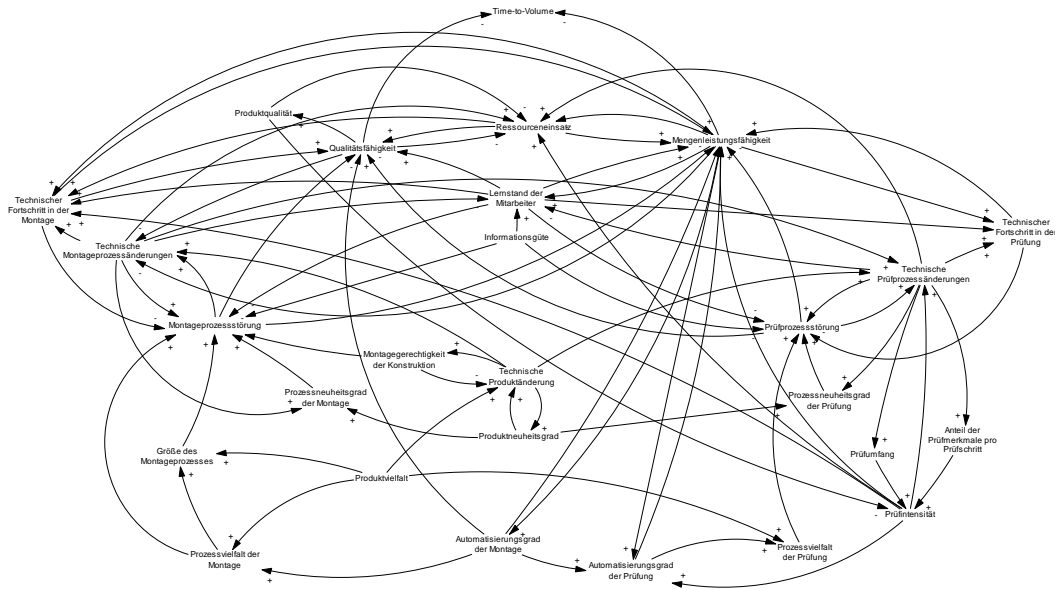 Time-to-Volume
Produktqualität
Ressourceneinsatz
Mengenleistungsfähigkeit
Qualitätsfähigkeit
Technischer
Fortschritt in der
Montage
Lernstand der
Mitarbeiter
Informationsgüte
Technischer
Fortschritt in der
Prüfung
Technische
Montageprozessänderungen
Technische
Prüfprozessänderungen
Montageprozessstörung
Prüfprozessstörung
Montagegerechtigkeit
der Konstruktion
Technische
Produktänderung
Prozessneuheitsgrad
der Montage
Prozessneuheitsgrad
der Prüfung
Produktneuheitsgrad
Anteil der
Prüfmerkmale pro
Prüfschritt
Größe des
Montageprozesses
Prüfumfang
Produktvielfalt
Prüfintensität
Automatisierungsgrad
der Montage
Prozessvielfalt der
Montage
Automatisierungsgrad
der Prüfung
Prozessvielfalt
der Prüfung